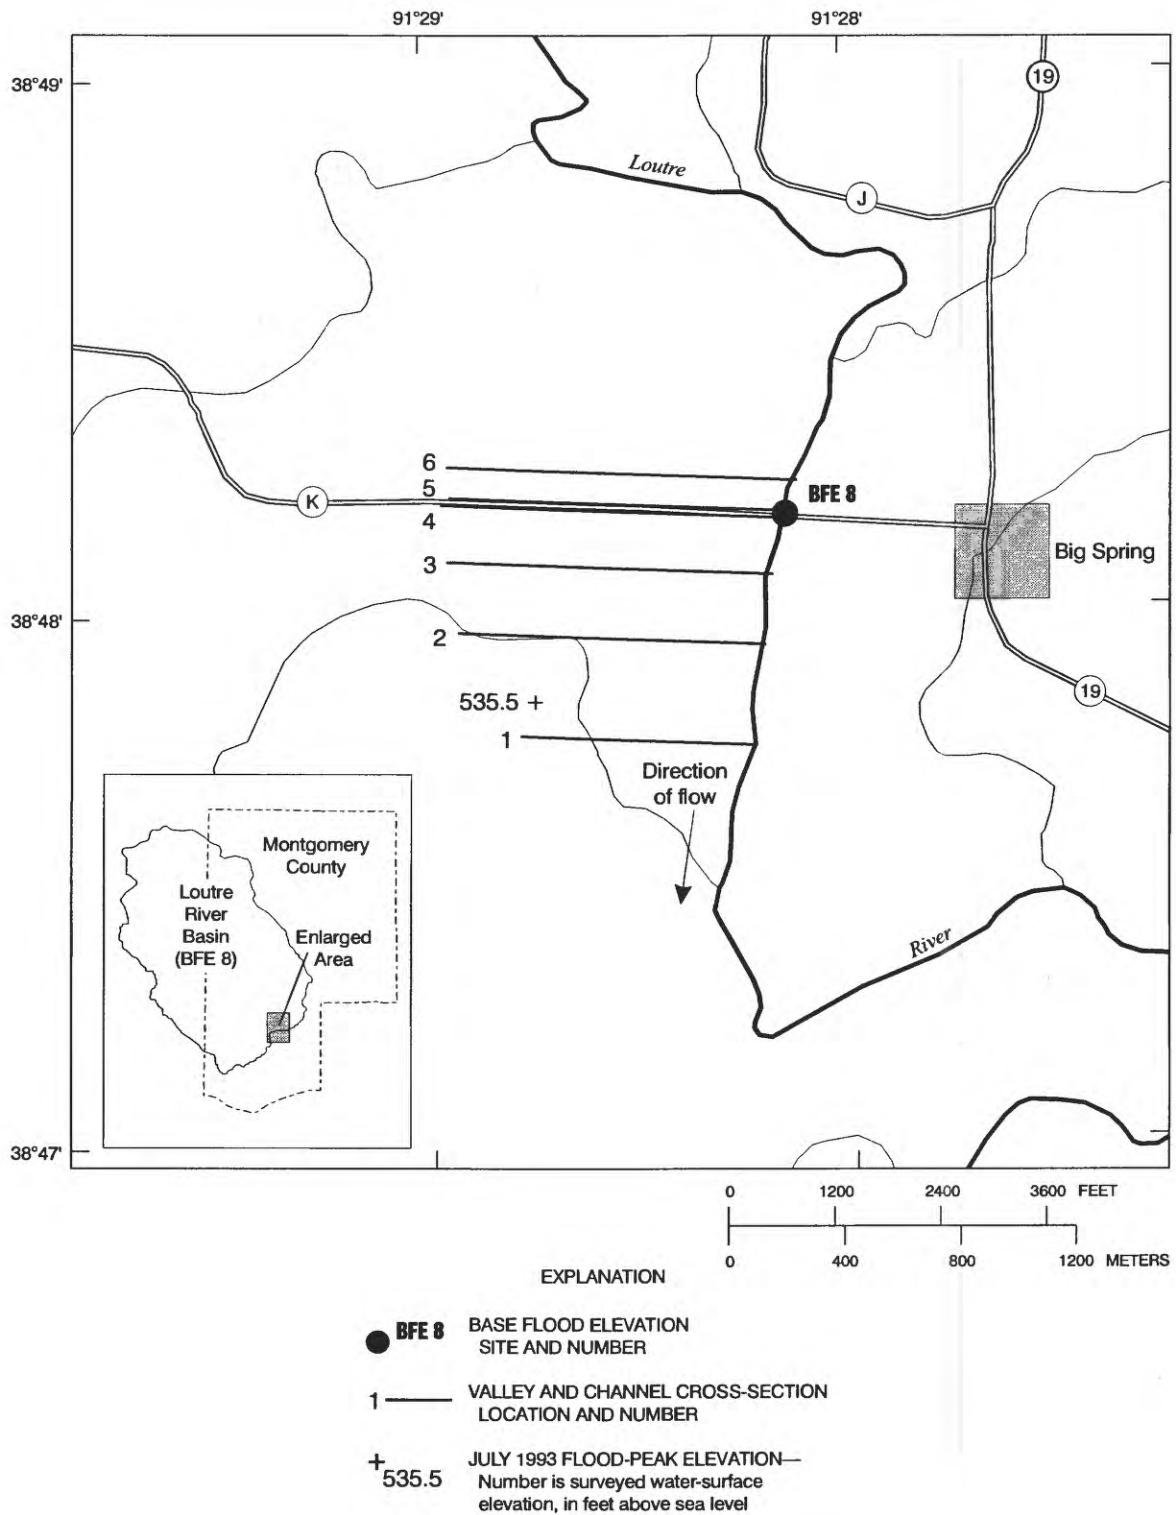 91°29'
91°28'
38°49'
19
Loutre
J
6
5
BFE 8
K
4
Big Spring
3
38°48'
2
19
535.5 +
1
Direction
of flow
Montgomery
County
Loutre
River
Basin
(BFE 8)
Enlarged
Area
River
38°47'
0 1200 2400 3600 FEET
0 400 800 1200 METERS
EXPLANATION
BFE 8 BASE FLOOD ELEVATION
SITE AND NUMBER
1 VALLEY AND CHANNEL CROSS-SECTION
LOCATION AND NUMBER
+ 535.5 JULY 1993 FLOOD-PEAK ELEVATION—
Number is surveyed water-surface
elevation, in feet above sea level